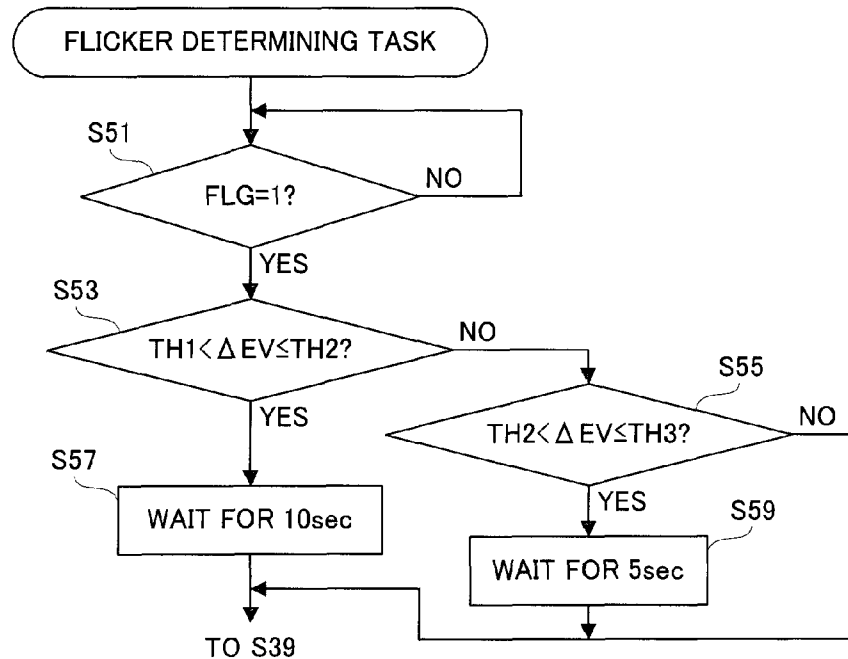 FLICKER DETERMINING TASK
S51
FLG=1?
NO
YES
S53
TH1<ΔEV≤TH2?
NO
YES
S55
TH2<ΔEV≤TH3?
NO
YES
S57
WAIT FOR 10sec
S59
WAIT FOR 5sec
TO S39